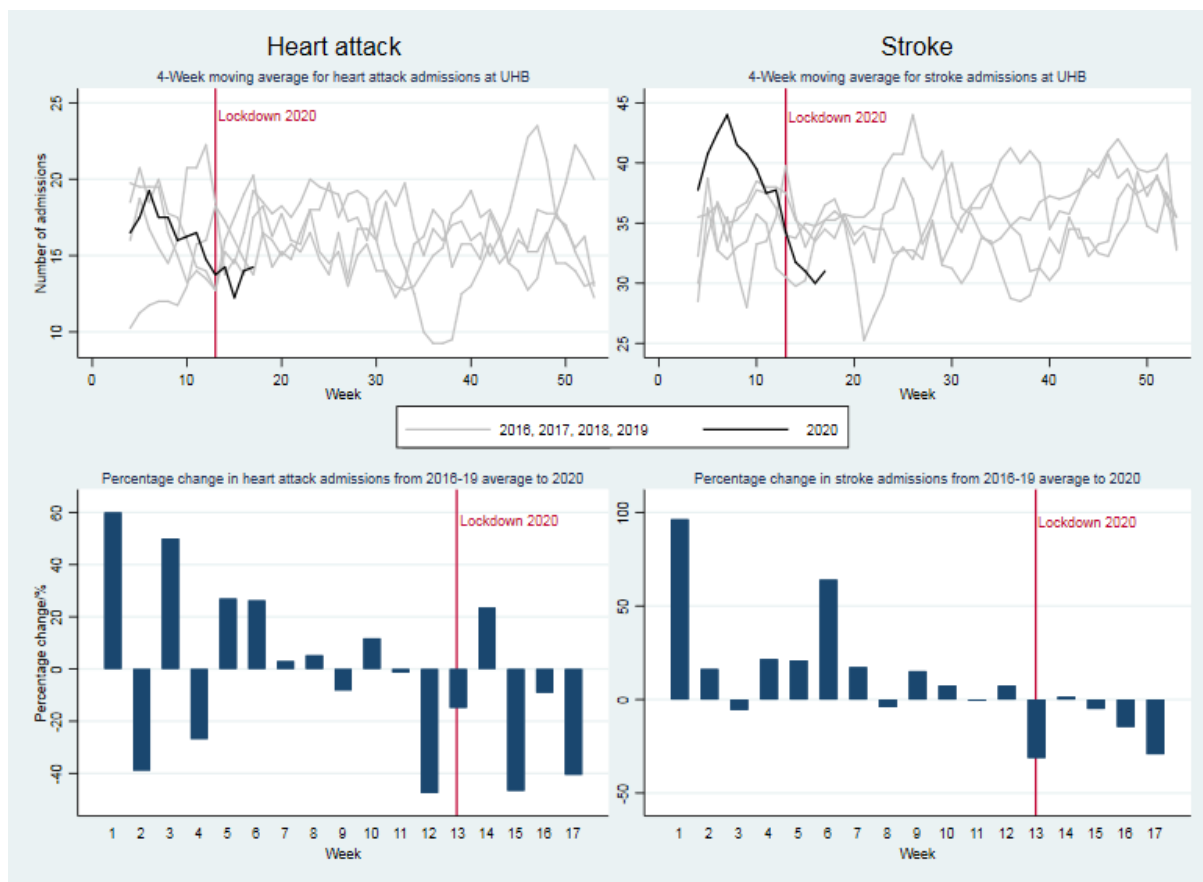 Heart attack
4-Week moving average for heart attack admissions at UHB
Number of admissions
25
20
15
10
Lockdown 2020
0 10 20 30 40 50
Week
Stroke
4-Week moving average for stroke admissions at UHB
45
40
35
30
25
Lockdown 2020
0 10 20 30 40 50
Week
2016, 2017, 2018, 2019 2020
Percentage change in heart attack admissions from 2016-19 average to 2020
Percentage change/%
60
40
20
0
-20
-40
Lockdown 2020
1 2 3 4 5 6 7 8 9 10 11 12 13 14 15 16 17
Week
Percentage change in stroke admissions from 2016-19 average to 2020
100
50
0
-50
Lockdown 2020
1 2 3 4 5 6 7 8 9 10 11 12 13 14 15 16 17
Week